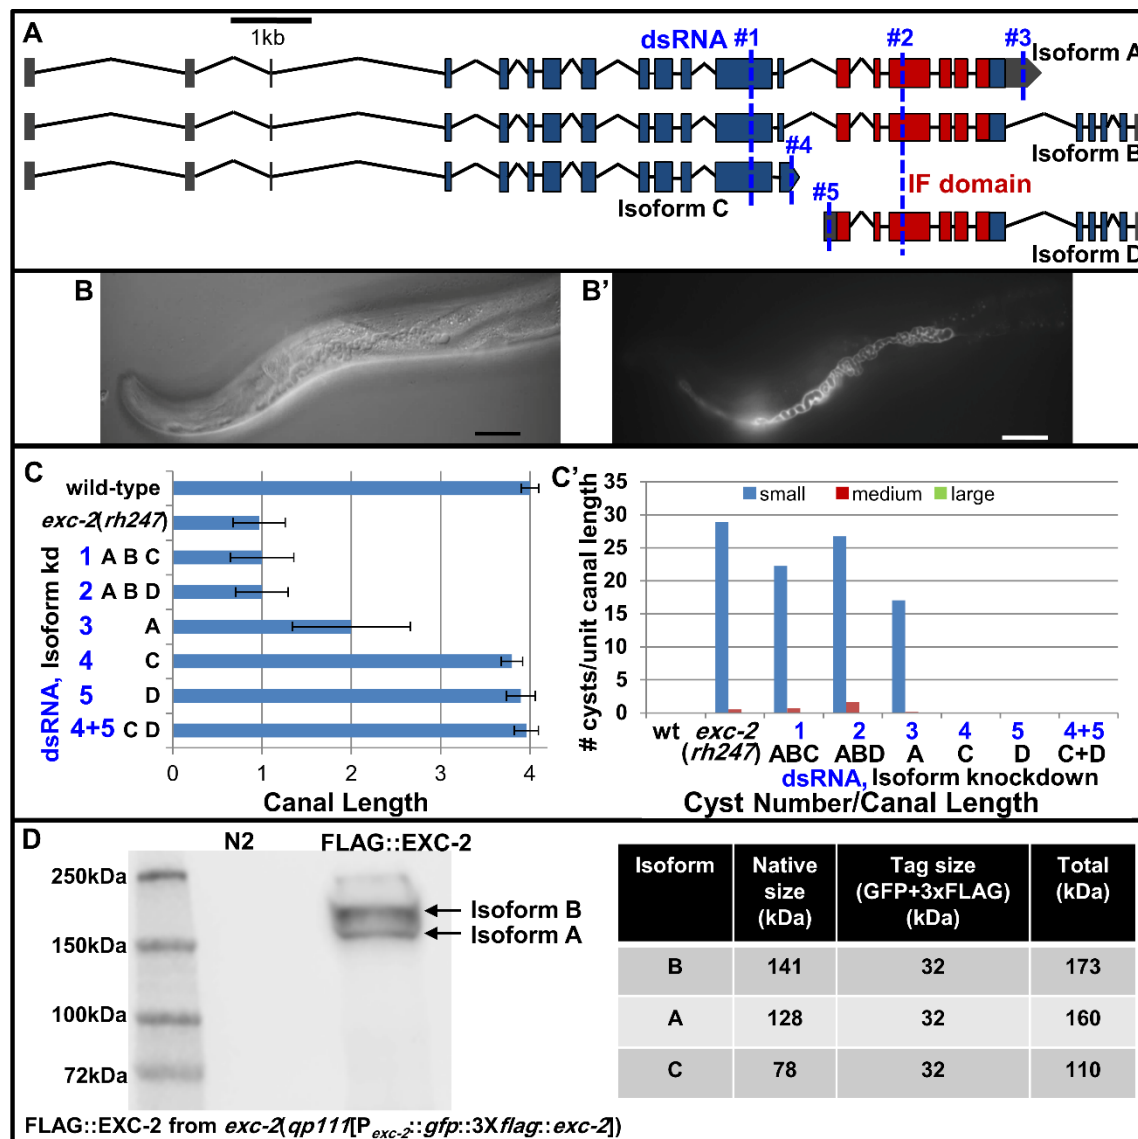 A
1kb
dsRNA #1
#2
#3
Isoform A
Isoform B
#4
Isoform C
#5
IF domain
Isoform D
B
B'
C
wild-type
exc-2(rh247)
1 A B C
2 A B D
3 A
4 C
5 D
4+5 C D
dsRNA, Isoform kd
0 1 2 3 4
Canal Length
C'
small medium large
35
30
25
20
15
10
5
0
# cysts/unit canal length
wt exc-2 1 2 3 4 5 4+5
(rh247) ABC ABD A C D C+D
dsRNA, Isoform knockdown
Cyst Number/Canal Length
D
N2 FLAG::EXC-2
250kDa
150kDa
100kDa
72kDa
Isoform B
Isoform A
Isoform Native size (kDa) Tag size (GFP+3xFLAG) (kDa) Total (kDa)
B 141 32 173
A 128 32 160
C 78 32 110
FLAG::EXC-2 from exc-2(qp111[Pexc-2::gfp::3Xflag::exc-2])